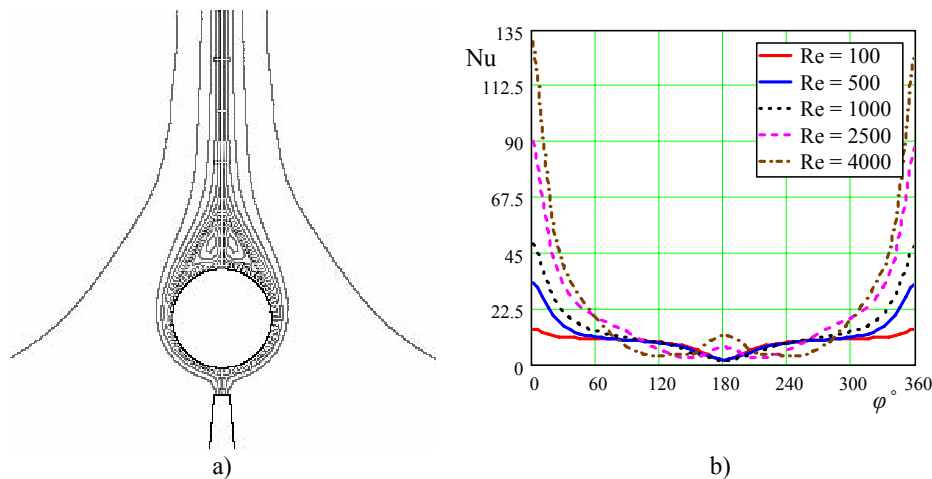 Nu
135
112.5
90
67.5
45
22.5
0
Re = 100
Re = 500
Re = 1000
Re = 2500
Re = 4000
0 60 120 180 240 300 360
φ°
a) b)